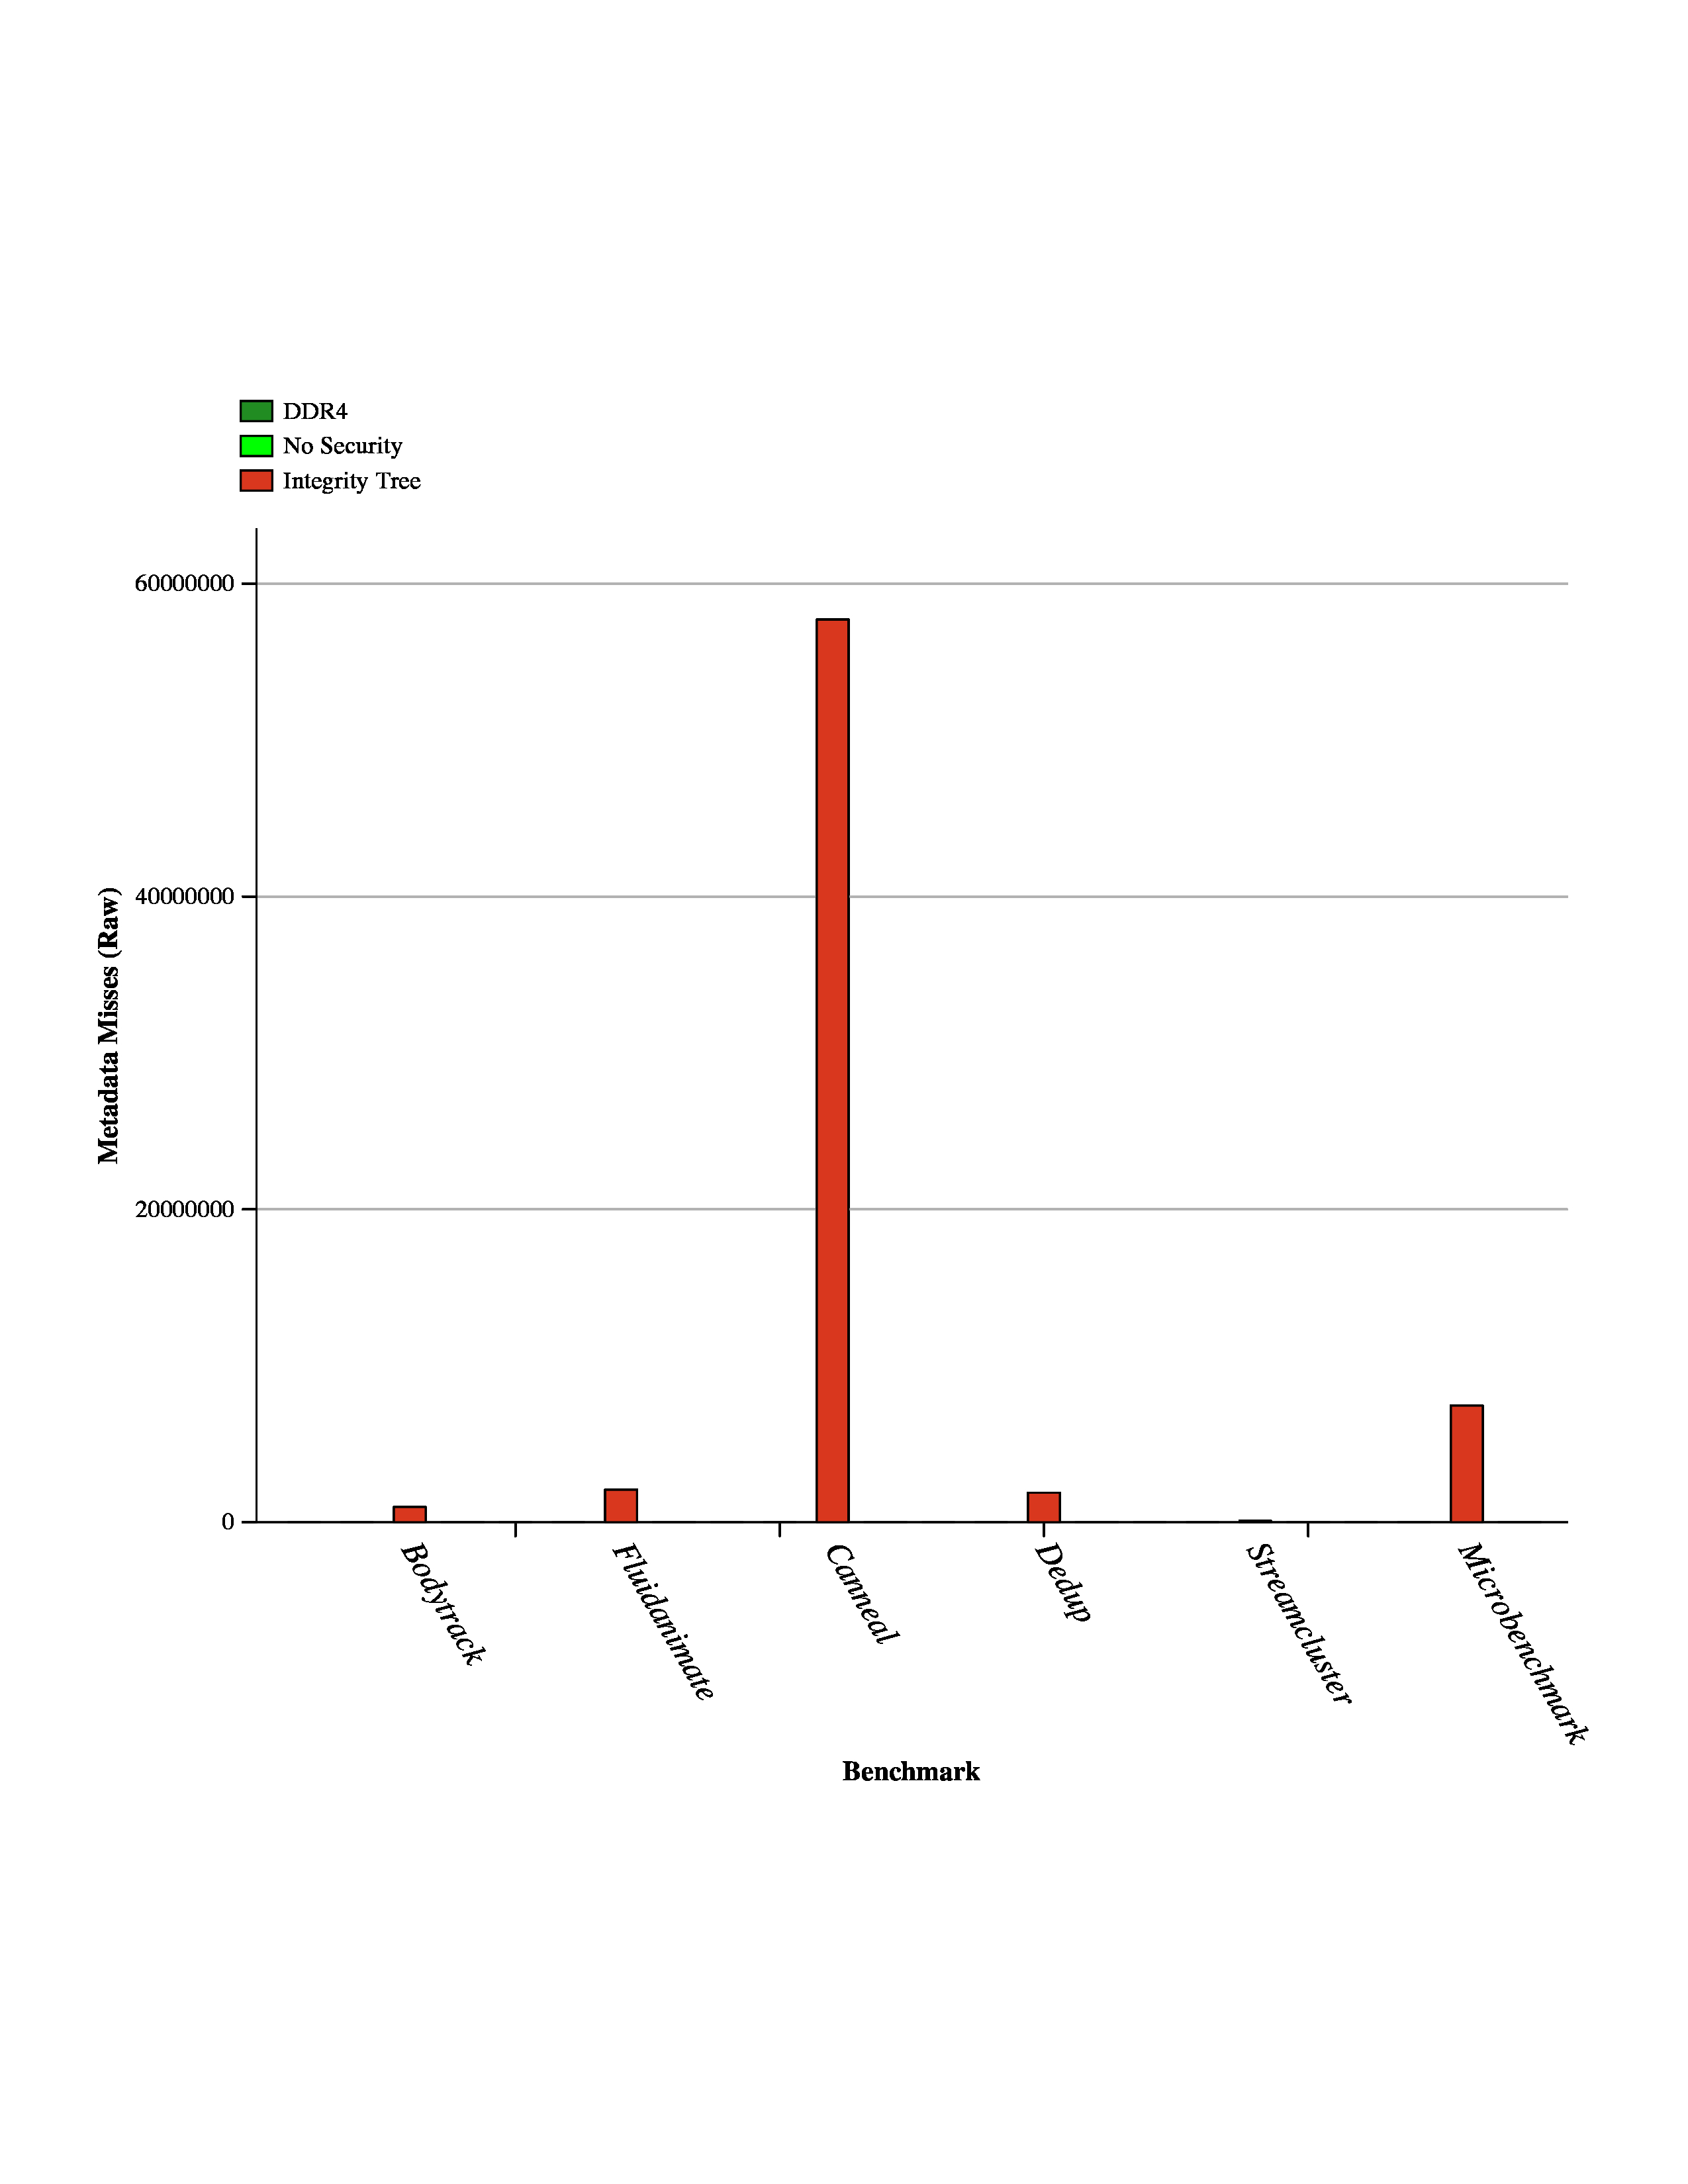 DDR4
No Security
Integrity Tree
60000000
40000000
20000000
0
Metadata Misses (Raw)
Bodytrack
Fluidanimate
Canneal
Dedup
Streamcluster
Microbenchmark
Benchmark